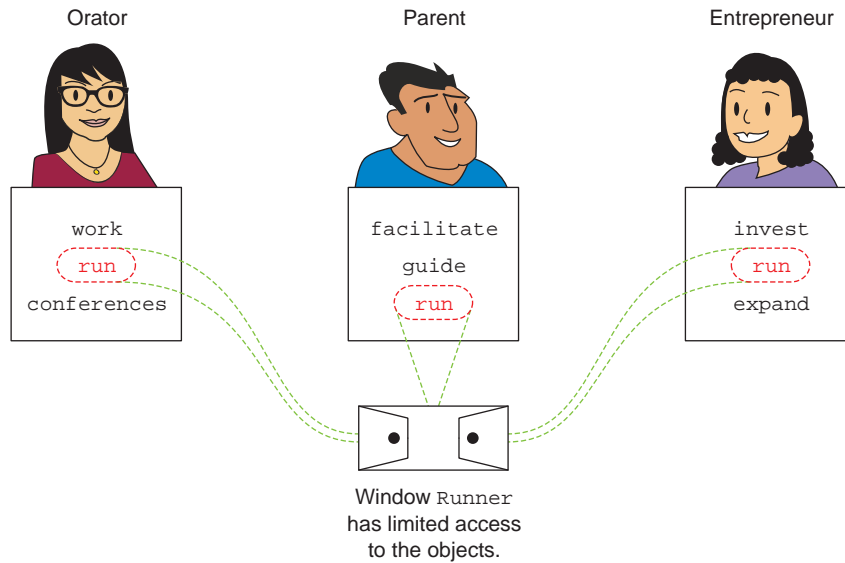 Orator
Parent
Entrepreneur
work
run
conferences
facilitate
guide
run
invest
run
expand
Window Runner
has limited access
to the objects.